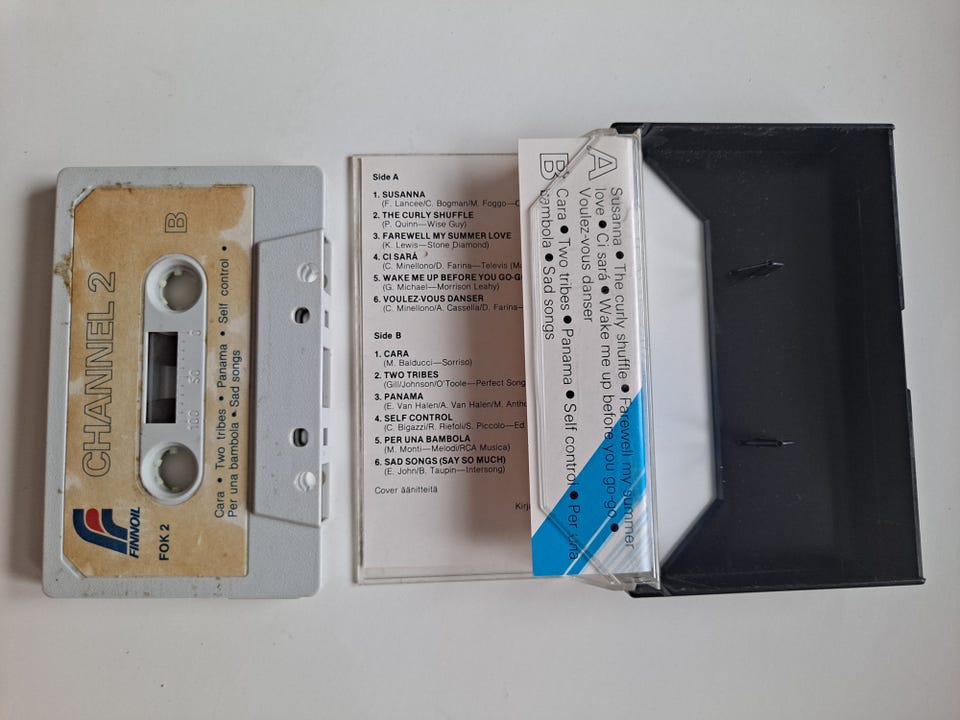 CHANNEL 2
B
Cara • Two tribes • Panama • Self control •
Per una bambola • Sad songs
FINNOIL
FOK 2
0
50
100
Side A
1. SUSANNA
(F. Lancee/C. Bogman/M. Foggo—
2. THE CURLY SHUFFLE
(P. Quinn—Wise Guy)
3. FAREWELL MY SUMMER LOVE
(K. Lewis—Stone Diamond)
4. CI SARÁ
(C. Minellono/D. Farina—Televis
5. WAKE ME UP BEFORE YOU GO-G
(G. Michael—Morrison Leahy)
6. VOULEZ-VOUS DANSER
(C. Minellono/A. Cassella/D. Farina—
Side B
1. CARA
(M. Balducci—Sorriso)
2. TWO TRIBES
(Gill/Johnson/O'Toole—Perfect Song
3. PANAMA
(E. Van Halen/A. Van Halen/M. Antho
4. SELF CONTROL
(C. Bigazzi/R. Riefoli/S. Piccolo—Ed
5. PER UNA BAMBOLA
(M. Monti—Melodi/RCA Musica)
6. SAD SONGS (SAY SO MUCH)
(E. John/B. Taupin—Intersong)
Cover äänitteitä
Kirj
A
Susanna • The curly shuffle • Farewell my summer
love • Ci sará • Wake me up before you go-go •
Voulez-vous danser
B
Cara • Two tribes • Panama • Self control • Per una
bambola • Sad songs